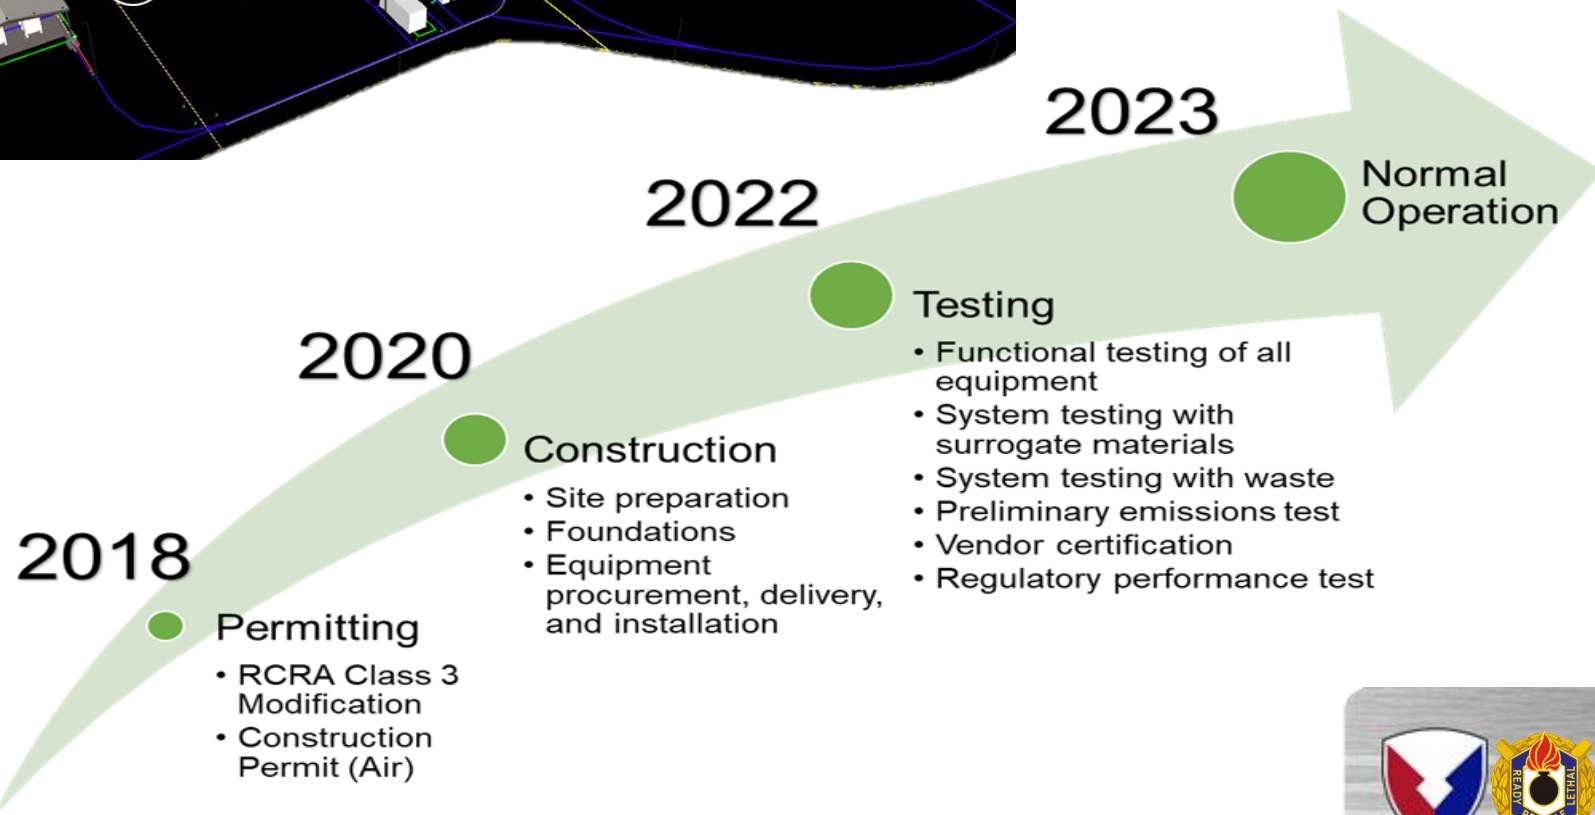 2018
Permitting
• RCRA Class 3
Modification
• Construction
Permit (Air)
2020
Construction
• Site preparation
• Foundations
• Equipment
procurement, delivery,
and installation
2022
Testing
• Functional testing of all
equipment
• System testing with
surrogate materials
• System testing with waste
• Preliminary emissions test
• Vendor certification
• Regulatory performance test
2023
Normal
Operation
READY
LETHAL